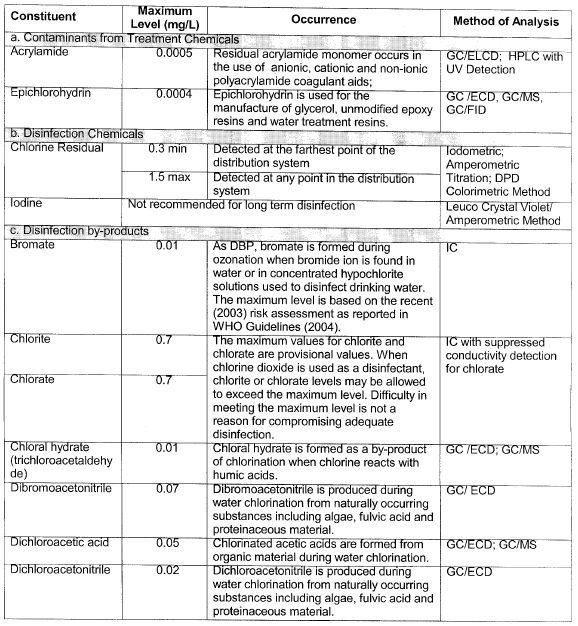 Constituent Maximum Level (mg/L) Occurrence Method of Analysis
a. Contaminants from Treatment Chemicals
Acrylamide 0.0005 Residual acrylamide monomer occurs in GC/ELCD; HPLC with
the use of anionic, cationic and non-ionic UV Detection
polyacrylamide coagulant aids;
Epichlorohydrin 0.0004 Epichlorohydrin is used for the GC /ECD, GC/MS,
manufacture of glycerol, unmodified epoxy GC/FID
resins and water treatment resins.
b. Disinfection Chemicals
Chlorine Residual 0.3 min Detected at the farthest point of the Iodometric;
distribution system Amperometric
1.5 max Detected at any point in the distribution Titration; DPD
system Colorimetric Method
Iodine Not recommended for long term disinfection Leuco Crystal Violet/
Amperometric Method
c. Disinfection by-products
Bromate 0.01 As DBP, bromate is formed during IC
ozonation when bromide ion is found in
water or in concentrated hypochlorite
solutions used to disinfect drinking water.
The maximum level is based on the recent
(2003) risk assessment as reported in
WHO Guidelines (2004).
Chlorite 0.7 The maximum values for chlorite and IC with suppressed
chlorate are provisional values. When conductivity detection
chlorine dioxide is used as a disinfectant, for chlorate
Chlorate 0.7 chlorite or chlorate levels may be allowed
to exceed the maximum level. Difficulty in
meeting the maximum level is not a
reason for compromising adequate
disinfection.
Chloral hydrate 0.01 Chloral hydrate is formed as a by-product GC /ECD; GC/MS
(trichloroacetaldehy of chlorination when chlorine reacts with
de) humic acids.
Dibromoacetonitrile 0.07 Dibromoacetonitrile is produced during GC/ ECD
water chlorination from naturally occurring
substances including algae, fulvic acid and
proteinaceous material.
Dichloroacetic acid 0.05 Chlorinated acetic acids are formed from GC/ECD; GC/MS
organic material during water chlorination.
Dichloroacetonitrile 0.02 Dichloroacetonitrile is produced during GC/ECD
water chlorination from naturally occurring
substances including algae, fulvic acid and
proteinaceous material.